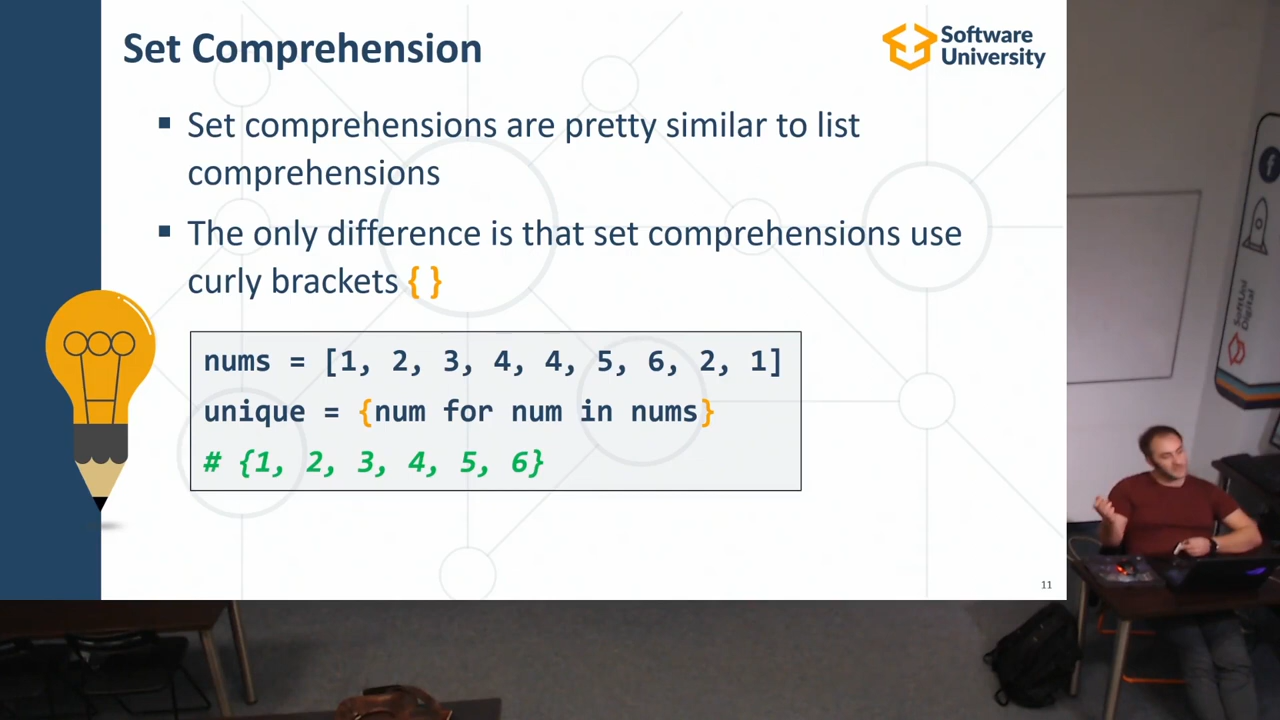 Set Comprehension
Software
University
▪ Set comprehensions are pretty similar to list
comprehensions
▪ The only difference is that set comprehensions use
curly brackets { }
nums = [1, 2, 3, 4, 4, 5, 6, 2, 1]
unique = {num for num in nums}
# {1, 2, 3, 4, 5, 6}
11
SoftUni
Digital